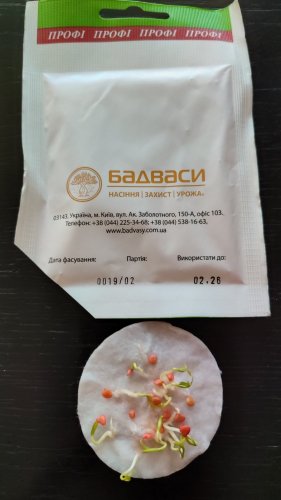 ПРОФІ ПРОФІ ПРОФІ ПРОФІ
БАДВАСИ
НАСІННЯ | ЗАХИСТ | УРОЖАЙ
03143, Україна, м. Київ, вул. Ак. Заболотного, 150-А, офіс 103.
Телефон: +38 (044) 225-34-68; +38 (044) 538-16-63,
www.badvasy.com.ua
Дата фасування: Партія: Використати до:
0019/02 02.26